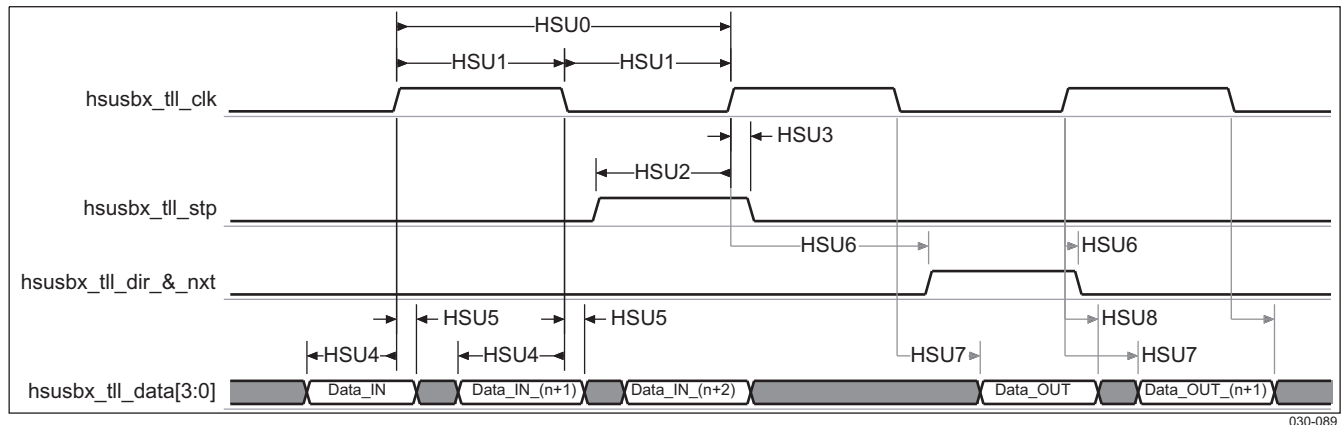 HSU0
HSU1 HSU1
hsusbx_tll_clk
HSU3
HSU2
hsusbx_tll_stp
HSU6 HSU6
hsusbx_tll_dir_&_nxt
HSU5 HSU5 HSU8
HSU4 HSU4 HSU7 HSU7
hsusbx_tll_data[3:0] Data_IN Data_IN_(n+1) Data_IN_(n+2) Data_OUT Data_OUT_(n+1)
030-089